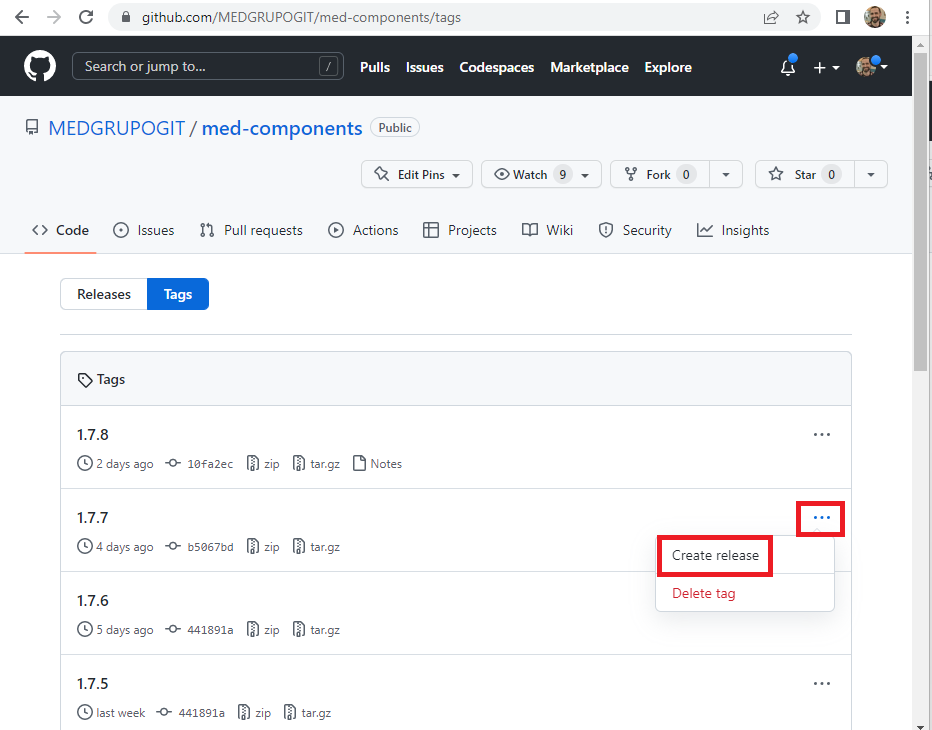 github.com/MEDGRUPOGIT/med-components/tags
Search or jump to... /
Pulls Issues Codespaces Marketplace Explore
MEDGRUPOGIT / med-components Public
Edit Pins Watch 9 Fork 0 Star 0
Code Issues Pull requests Actions Projects Wiki Security Insights
Releases Tags
Tags
1.7.8
2 days ago 10fa2ec zip tar.gz Notes
1.7.7
4 days ago b5067bd zip tar.gz
Create release
Delete tag
1.7.6
5 days ago 441891a zip tar.gz
1.7.5
last week 441891a zip tar.gz